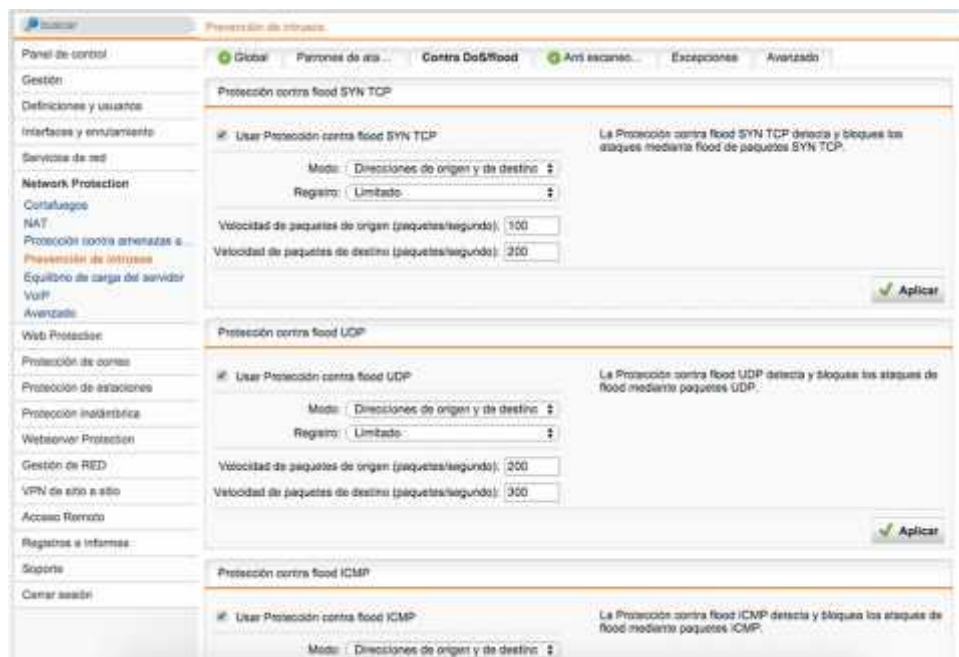 buscar
Panel de control
Gestión
Definiciones y usuarios
Interfaces y enrutamiento
Servicios de red
Network Protection
Cortafuegos
NAT
Protección contra amenazas a...
Prevención de intrusos
Equilibrio de carga del servidor
VoIP
Avanzado
Web Protection
Protección de correo
Protección de estaciones
Protección inalámbrica
Webserver Protection
Gestión de RED
VPN de sitio a sitio
Acceso Remoto
Registros e informes
Soporte
Cerrar sesión
Prevención de intrusos
Global Patrones de ata... Contra DoS/flood Anti escaneo... Excepciones Avanzado
Protección contra flood SYN TCP
Usar Protección contra flood SYN TCP
La Protección contra flood SYN TCP detecta y bloquea los
ataques mediante flood de paquetes SYN TCP.
Modo: Direcciones de origen y de destino
Registro: Limitado
Velocidad de paquetes de origen (paquetes/segundo): 100
Velocidad de paquetes de destino (paquetes/segundo): 200
Aplicar
Protección contra flood UDP
Usar Protección contra flood UDP
La Protección contra flood UDP detecta y bloquea los ataques de
flood mediante paquetes UDP.
Modo: Direcciones de origen y de destino
Registro: Limitado
Velocidad de paquetes de origen (paquetes/segundo): 200
Velocidad de paquetes de destino (paquetes/segundo): 300
Aplicar
Protección contra flood ICMP
Usar Protección contra flood ICMP
La Protección contra flood ICMP detecta y bloquea los ataques de
flood mediante paquetes ICMP.
Modo: Direcciones de origen y de destino